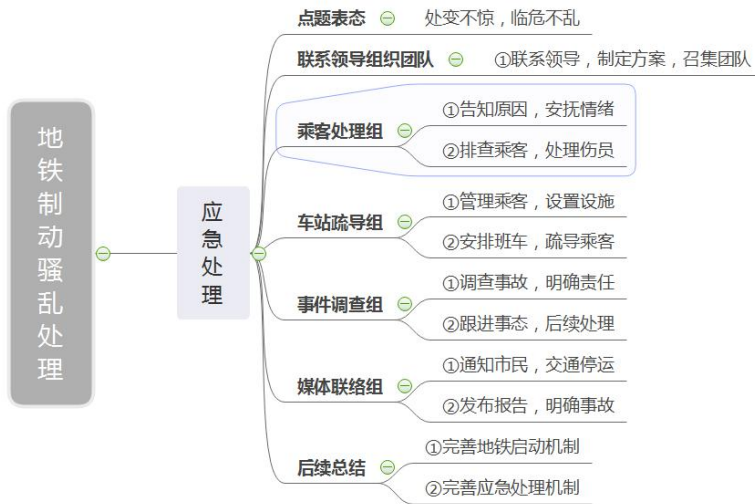 地铁制动骚乱处理
应急处理
点题表态
处变不惊，临危不乱
联系领导组织团队
①联系领导，制定方案，召集团队
乘客处理组
①告知原因，安抚情绪
②排查乘客，处理伤员
车站疏导组
①管理乘客，设置设施
②安排班车，疏导乘客
事件调查组
①调查事故，明确责任
②跟进事态，后续处理
媒体联络组
①通知市民，交通停运
②发布报告，明确事故
后续总结
①完善地铁启动机制
②完善应急处理机制